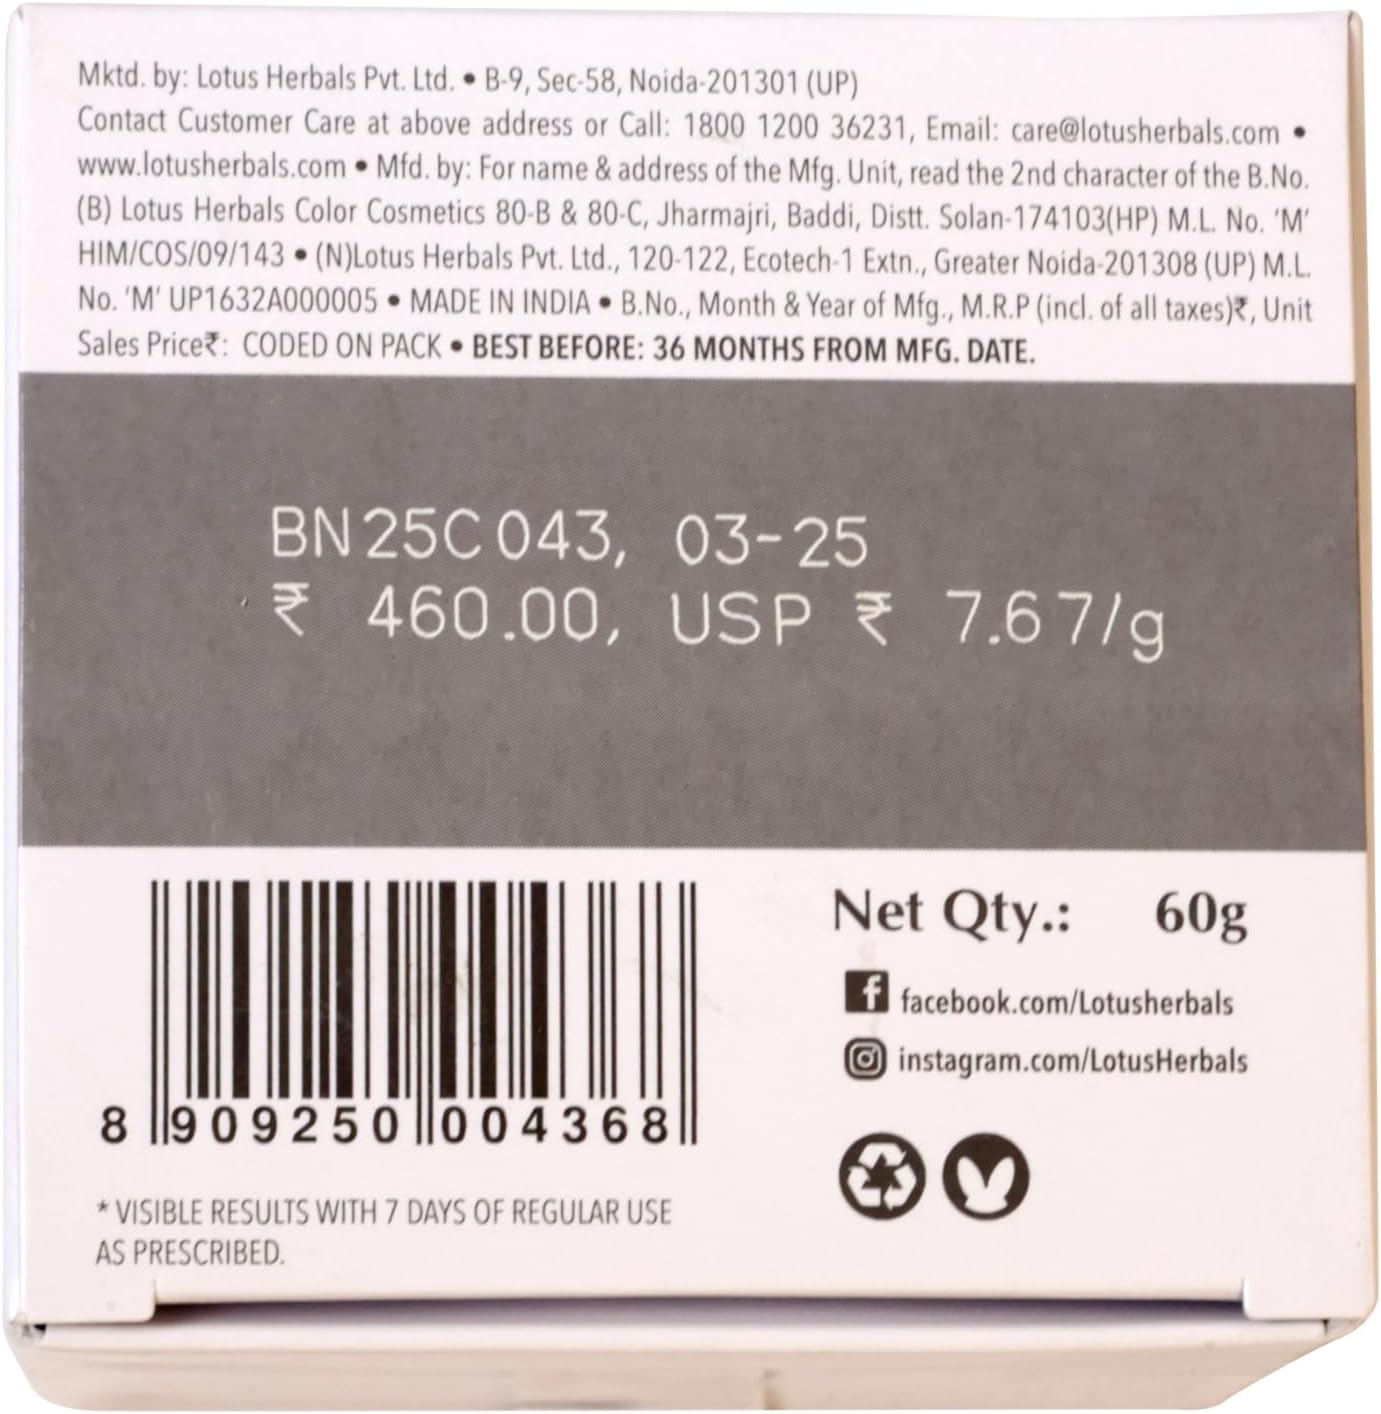 Mktd. by: Lotus Herbals Pvt. Ltd. • B-9, Sec-58, Noida-201301 (UP)
Contact Customer Care at above address or Call: 1800 1200 36231, Email: care@lotusherbals.com •
www.lotusherbals.com • Mfd. by: For name & address of the Mfg. Unit, read the 2nd character of the B.No.
(B) Lotus Herbals Color Cosmetics 80-B & 80-C, Jharmajri, Baddi, Distt. Solan-174103(HP) M.L. No. ‘M’
HIM/COS/09/143 • (N)Lotus Herbals Pvt. Ltd., 120-122, Ecotech-1 Extn., Greater Noida-201308 (UP) M.L.
No. ‘M’ UP1632A000005 • MADE IN INDIA • B.No., Month & Year of Mfg., M.R.P (incl. of all taxes)₹, Unit
Sales Price₹: CODED ON PACK • BEST BEFORE: 36 MONTHS FROM MFG. DATE.
BN25C043, 03-25
₹ 460.00, USP ₹ 7.67/g
Net Qty.: 60g
facebook.com/Lotusherbals
instagram.com/LotusHerbals
8 909250 004368
* VISIBLE RESULTS WITH 7 DAYS OF REGULAR USE
AS PRESCRIBED.